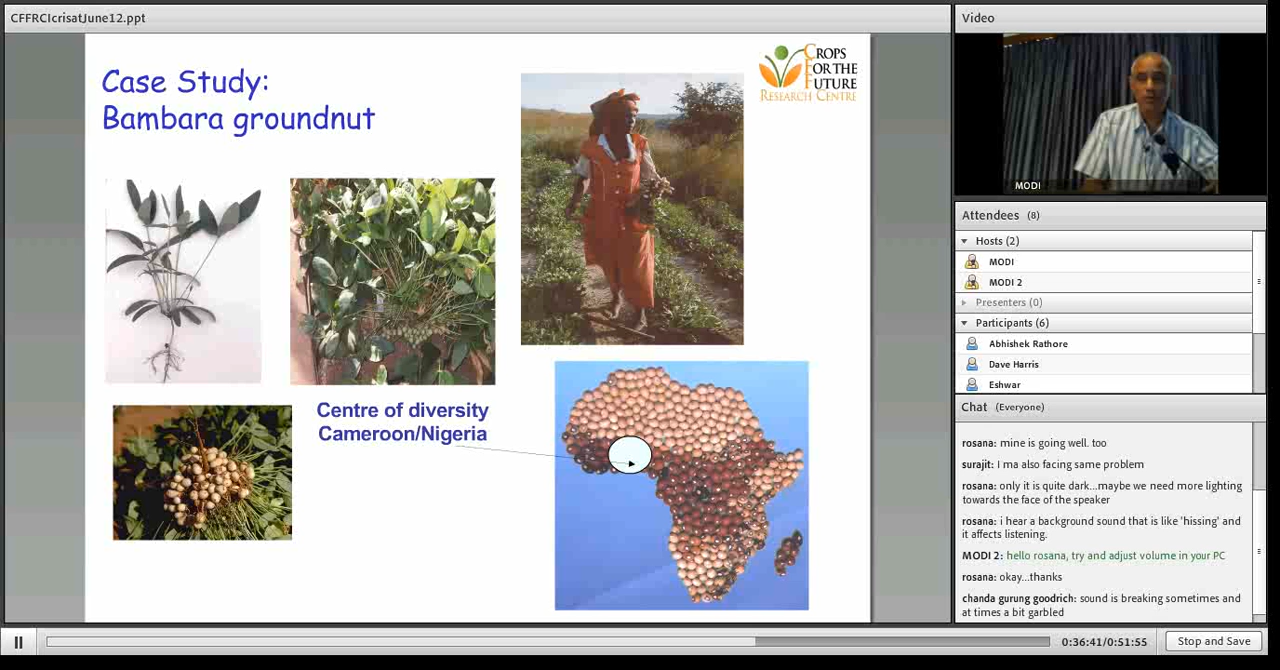 CFFRCIcrisatJune12.ppt
Case Study:
Bambara groundnut
CROPS
FOR THE
FUTURE
RESEARCH CENTRE
Centre of diversity
Cameroon/Nigeria
Video
MODI
Attendees (8)
Hosts (2)
MODI
MODI 2
Presenters (0)
Participants (6)
Abhishek Rathore
Dave Harris
Eshwar
Chat (Everyone)
rosana: mine is going well. too
surajit: I ma also facing same problem
rosana: only it is quite dark...maybe we need more lighting
towards the face of the speaker
rosana: i hear a background sound that is like 'hissing' and
it affects listening.
MODI 2: hello rosana, try and adjust volume in your PC
rosana: okay...thanks
chanda gurung goodrich: sound is breaking sometimes and
at times a bit garbled
0:36:41/0:51:55
Stop and Save